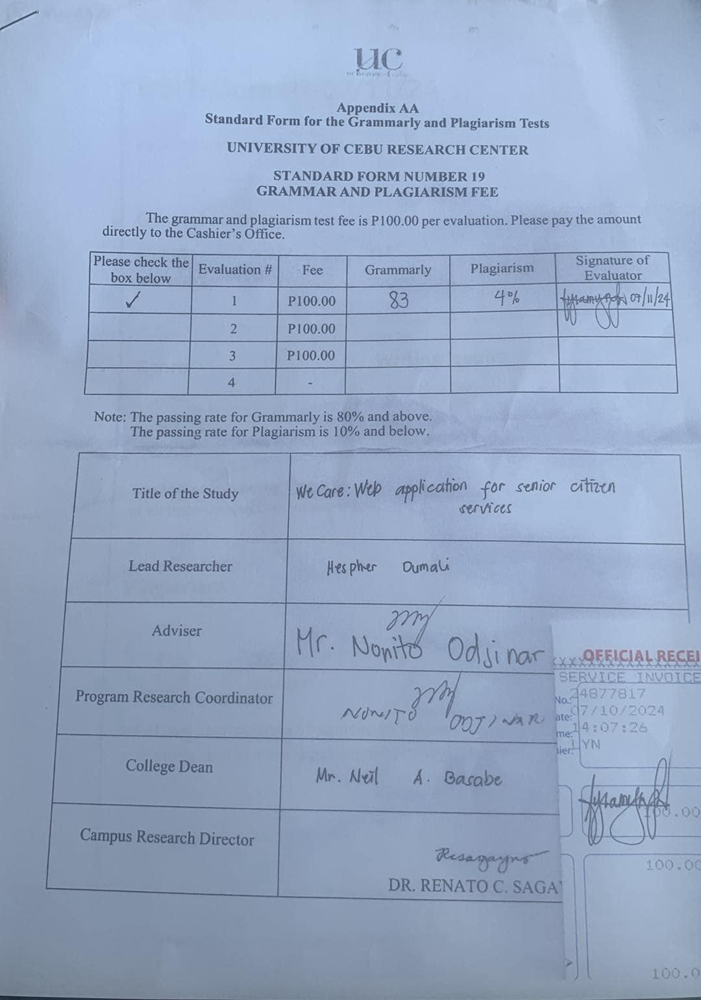 UC
Appendix AA
Standard Form for the Grammarly and Plagiarism Tests
UNIVERSITY OF CEBU RESEARCH CENTER
STANDARD FORM NUMBER 19
GRAMMAR AND PLAGIARISM FEE
The grammar and plagiarism test fee is P100.00 per evaluation. Please pay the amount
directly to the Cashier's Office.
Please check the box below Evaluation # Fee Grammarly Plagiarism Signature of Evaluator
✓ 1 P100.00 83 4% 07/11/24
2 P100.00
3 P100.00
4 -
Note: The passing rate for Grammarly is 80% and above.
The passing rate for Plagiarism is 10% and below.
Title of the Study We Care: Web application for senior citizen
services
Lead Researcher Hespher Dumali
Adviser Mr. Nonito Odjinar
Program Research Coordinator NONITO ODJINAR
College Dean Mr. Neil A. Basabe
Campus Research Director
DR. RENATO C. SAGA
OFFICIAL RECEI
SERVICE INVOICE
No.: 24877817
ate: 07/10/2024
me: 14:07:26
ier: LYN
100.00
100.00
100.0